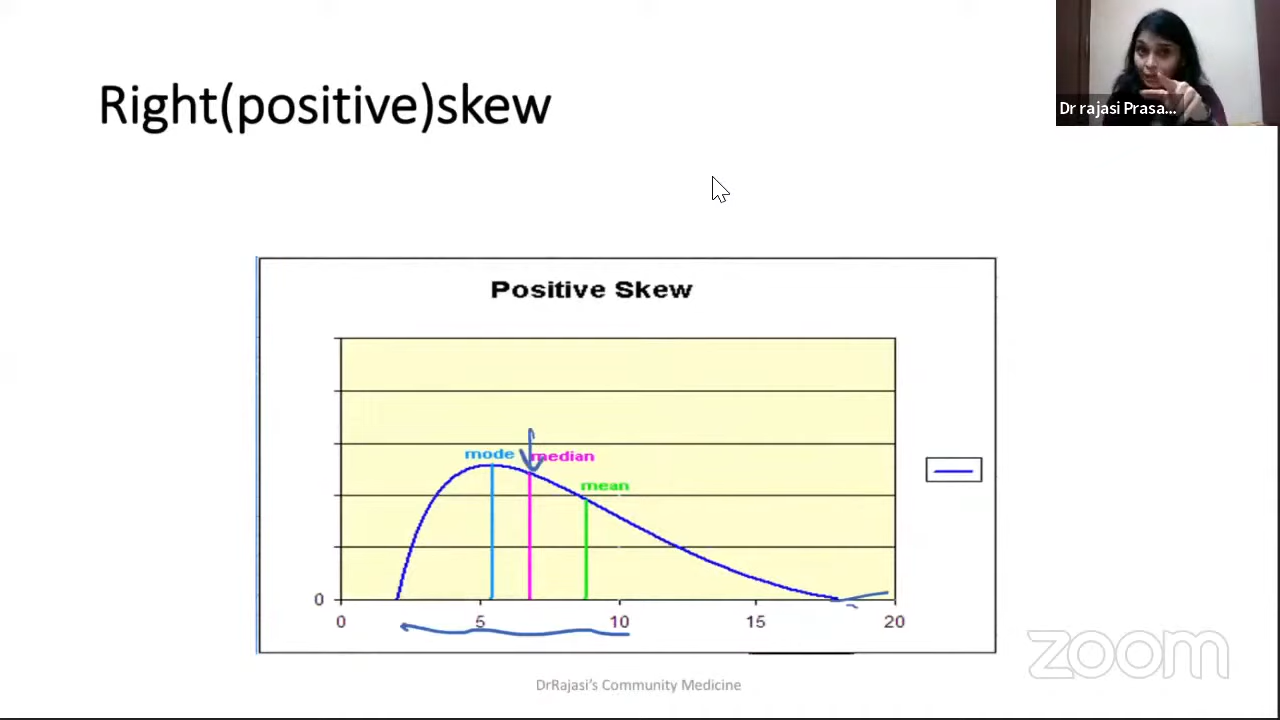 Right(positive)skew
Dr rajasi Prasa...
Positive Skew
mode
median
mean
0
0
5
10
15
20
DrRajasi's Community Medicine
zoom